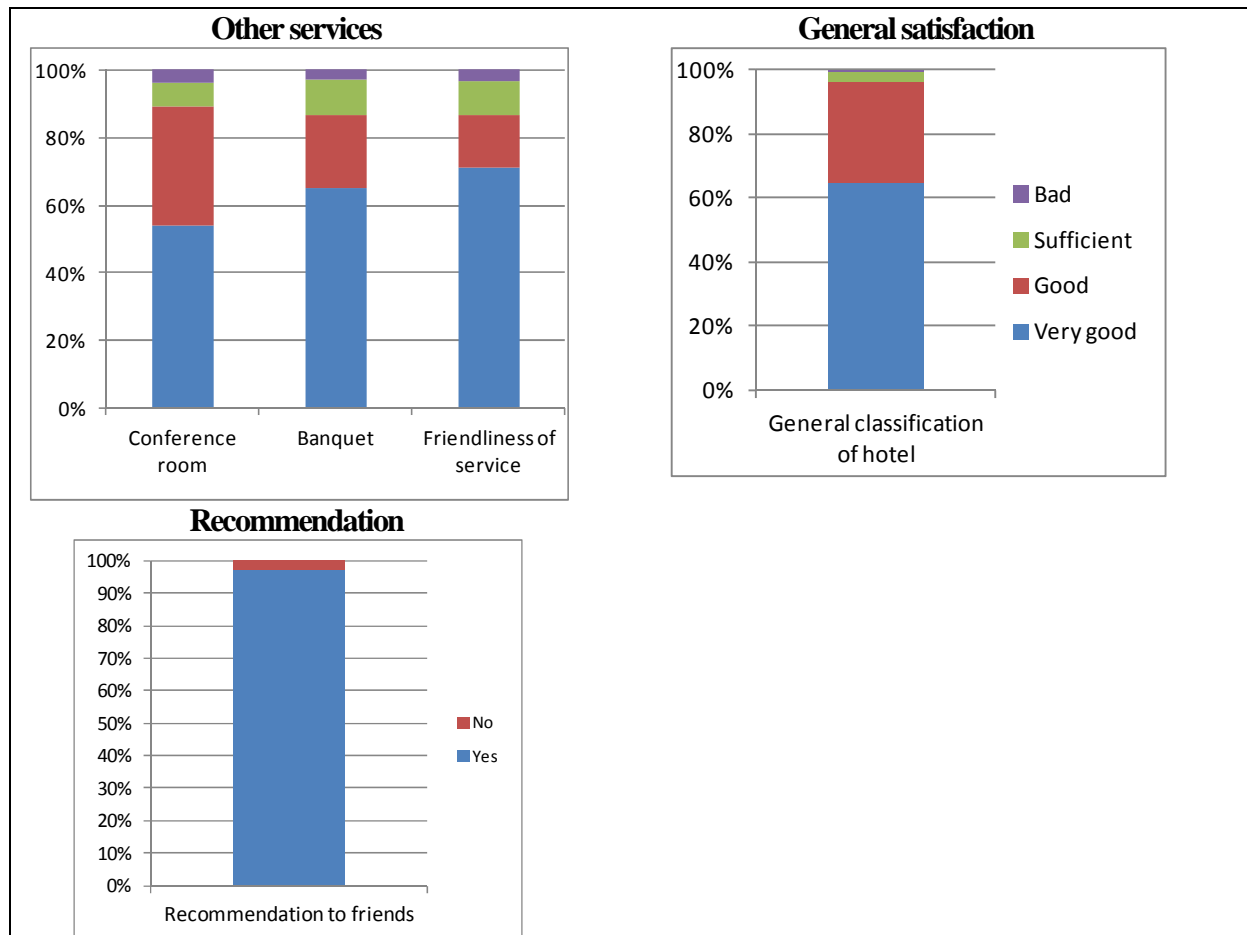 Other services
100%
80%
60%
40%
20%
0%
Conference
room
Banquet
Friendliness of
service
General satisfaction
100%
80%
60%
40%
20%
0%
General classification
of hotel
Bad
Sufficient
Good
Very good
Recommendation
100%
90%
80%
70%
60%
50%
40%
30%
20%
10%
0%
Recommendation to friends
No
Yes